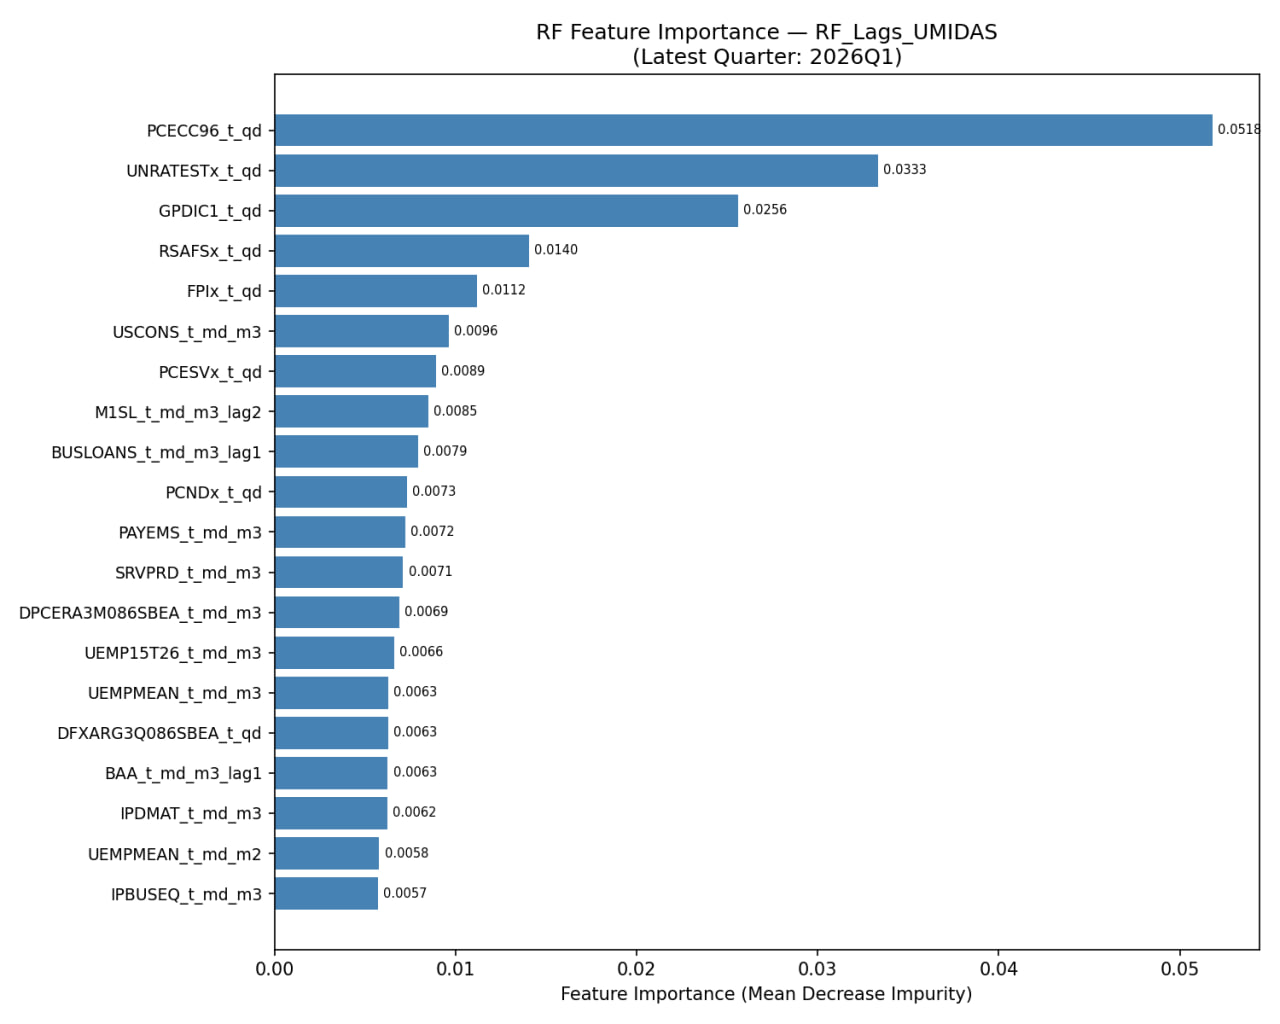 RF Feature Importance — RF_Lags_UMIDAS
(Latest Quarter: 2026Q1)
PCECC96_t_qd 0.0518
UNRATESTx_t_qd 0.0333
GPDIC1_t_qd 0.0256
RSAFSx_t_qd 0.0140
FPIx_t_qd 0.0112
USCONS_t_md_m3 0.0096
PCESVx_t_qd 0.0089
M1SL_t_md_m3_lag2 0.0085
BUSLOANS_t_md_m3_lag1 0.0079
PCNDx_t_qd 0.0073
PAYEMS_t_md_m3 0.0072
SRVPRD_t_md_m3 0.0071
DPCERA3M086SBEA_t_md_m3 0.0069
UEMP15T26_t_md_m3 0.0066
UEMPMEAN_t_md_m3 0.0063
DFXARG3Q086SBEA_t_qd 0.0063
BAA_t_md_m3_lag1 0.0063
IPDMAT_t_md_m3 0.0062
UEMPMEAN_t_md_m2 0.0058
IPBUSEQ_t_md_m3 0.0057
0.00 0.01 0.02 0.03 0.04 0.05
Feature Importance (Mean Decrease Impurity)